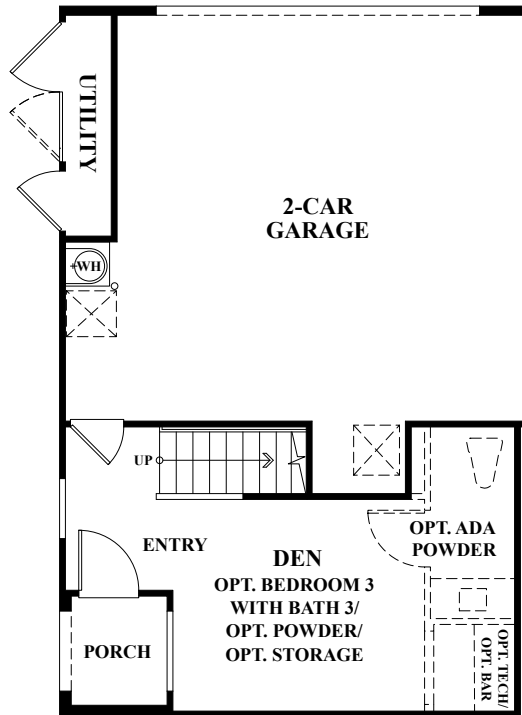 UTILITY
2-CAR
GARAGE
WH
UP
ENTRY
DEN
OPT. BEDROOM 3
WITH BATH 3/
OPT. POWDER/
OPT. STORAGE
OPT. ADA
POWDER
PORCH
OPT. TECH/
OPT. BAR